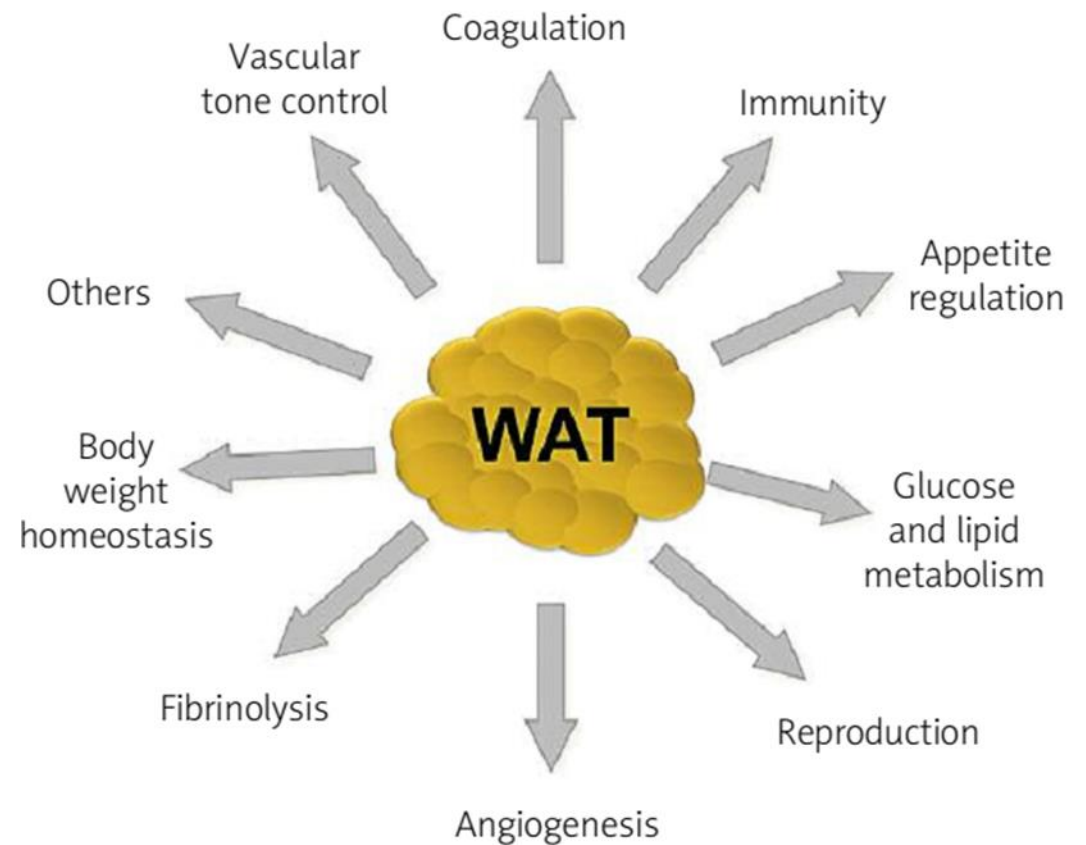 Coagulation
Vascular
tone control
Immunity
Appetite
regulation
Others
WAT
Body
weight
homeostasis
Glucose
and lipid
metabolism
Fibrinolysis
Reproduction
Angiogenesis